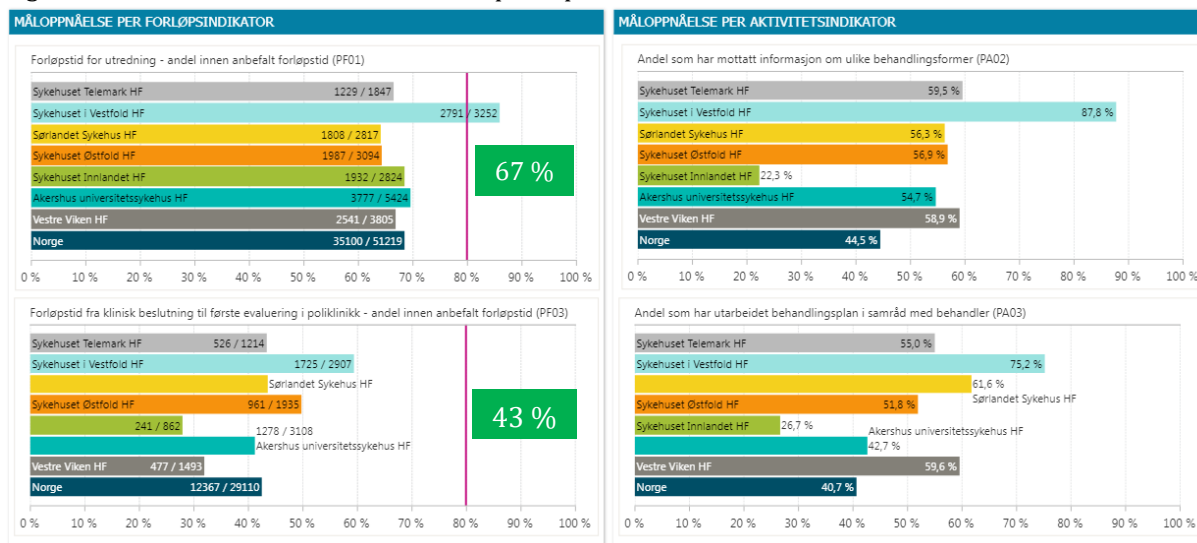 MÅLOPPNÅELSE PER FORLØPSINDIKATOR
Forløpstid for utredning - andel innen anbefalt forløpstid (PF01)
Sykehuset Telemark HF 1229 / 1847
Sykehuset i Vestfold HF 2791 / 3252
Sørlandet Sykehus HF 1808 / 2817
Sykehuset Østfold HF 1987 / 3094
67 %
Sykehuset Innlandet HF 1932 / 2824
Akershus universitetssykehus HF 3777 / 5424
Vestre Viken HF 2541 / 3805
Norge 35100 / 51219
0 % 10 % 20 % 30 % 40 % 50 % 60 % 70 % 80 % 90 % 100 %
Forløpstid fra klinisk beslutning til første evaluering i poliklinikk - andel innen anbefalt forløpstid (PF03)
Sykehuset Telemark HF 526 / 1214
Sykehuset i Vestfold HF 1725 / 2907
Sørlandet Sykehus HF
Sykehuset Østfold HF 961 / 1935
43 %
241 / 862
1278 / 3108
Akershus universitetssykehus HF
Vestre Viken HF 477 / 1493
Norge 12367 / 29110
0 % 10 % 20 % 30 % 40 % 50 % 60 % 70 % 80 % 90 % 100 %
MÅLOPPNÅELSE PER AKTIVITETSINDIKATOR
Andel som har mottatt informasjon om ulike behandlingsformer (PA02)
Sykehuset Telemark HF 59,5 %
Sykehuset i Vestfold HF 87,8 %
Sørlandet Sykehus HF 56,3 %
Sykehuset Østfold HF 56,9 %
Sykehuset Innlandet HF 22,3 %
Akershus universitetssykehus HF 54,7 %
Vestre Viken HF 58,9 %
Norge 44,5 %
0 % 10 % 20 % 30 % 40 % 50 % 60 % 70 % 80 % 90 % 100 %
Andel som har utarbeidet behandlingsplan i samråd med behandler (PA03)
Sykehuset Telemark HF 55,0 %
Sykehuset i Vestfold HF 75,2 %
61,6 %
Sørlandet Sykehus HF
Sykehuset Østfold HF 51,8 %
Sykehuset Innlandet HF 26,7 %
Akershus universitetssykehus HF
42,7 %
Vestre Viken HF 59,6 %
Norge 40,7 %
0 % 10 % 20 % 30 % 40 % 50 % 60 % 70 % 80 % 90 % 100 %